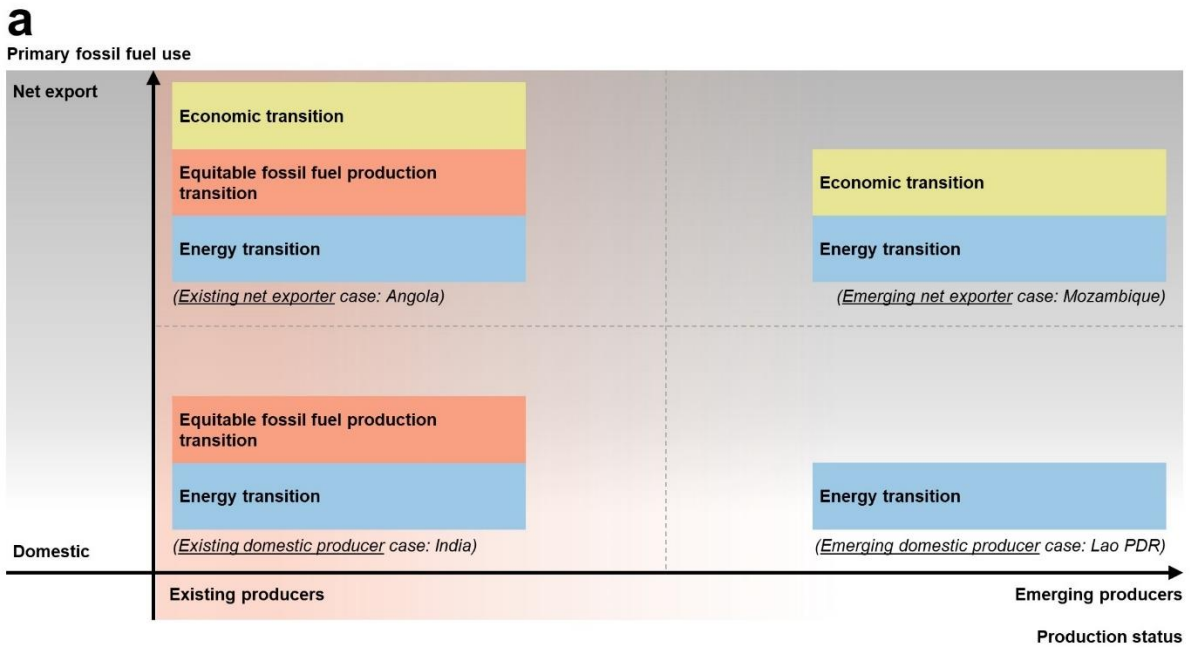 a
Primary fossil fuel use
Net export
Economic transition
Equitable fossil fuel production
transition
Energy transition
(Existing net exporter case: Angola)
Economic transition
Energy transition
(Emerging net exporter case: Mozambique)
Equitable fossil fuel production
transition
Energy transition
(Existing domestic producer case: India)
Energy transition
(Emerging domestic producer case: Lao PDR)
Domestic
Existing producers
Emerging producers
Production status